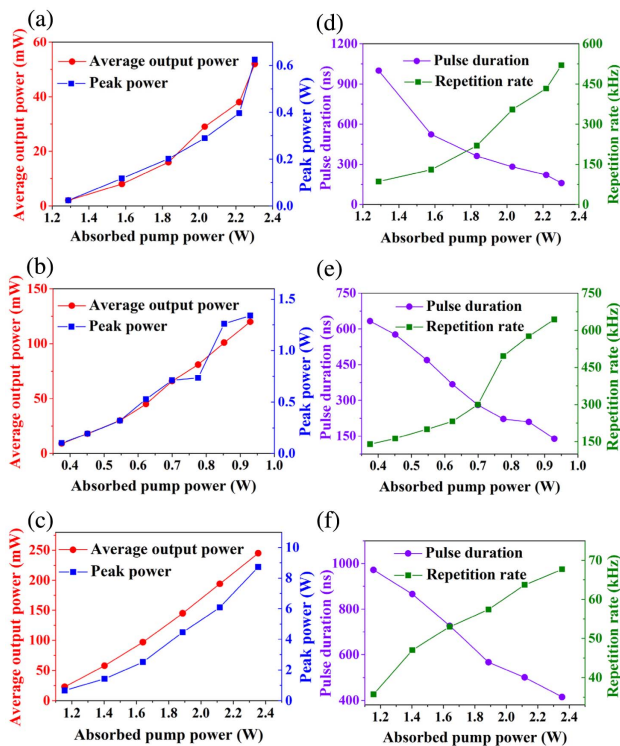 (a)
Average output power (mW)
60
40
20
0
Average output power
Peak power
0.6
0.4
0.2
0.0
Peak power (W)
1.2 1.4 1.6 1.8 2.0 2.2 2.4
Absorbed pump power (W)
(d)
Pulse duration (ns)
1200
900
600
300
0
Pulse duration
Repetition rate
600
450
300
150
0
Repetition rate (kHz)
1.2 1.4 1.6 1.8 2.0 2.2 2.4
Absorbed pump power (W)
(b)
Average output power (mW)
150
100
50
0
Average output power
Peak power
1.5
1.0
0.5
0.0
Peak power (W)
0.4 0.5 0.6 0.7 0.8 0.9 1.0
Absorbed pump power (W)
(e)
Pulse duration (ns)
750
600
450
300
150
Pulse duration
Repetition rate
750
600
450
300
150
Repetition rate (kHz)
0.4 0.5 0.6 0.7 0.8 0.9 1.0
Absorbed pump power (W)
(c)
Average output power (mW)
250
200
150
100
50
0
Average output power
Peak power
10
8
6
4
2
0
Peak power (W)
1.2 1.4 1.6 1.8 2.0 2.2 2.4
Absorbed pump power (W)
(f)
Pulse duration (ns)
1000
800
600
400
Pulse duration
Repetition rate
70
60
50
40
Repetition rate (kHz)
1.2 1.4 1.6 1.8 2.0 2.2 2.4
Absorbed pump power (W)